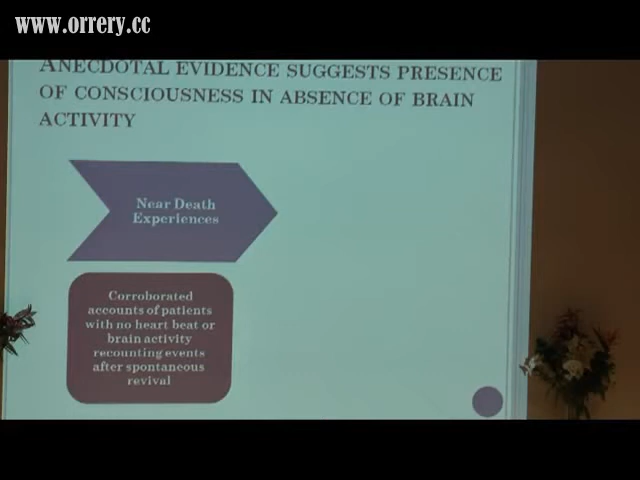 www.orrery.cc
ANECDOTAL EVIDENCE SUGGESTS PRESENCE
OF CONSCIOUSNESS IN ABSENCE OF BRAIN
ACTIVITY
Near Death
Experiences
Corroborated
accounts of patients
with no heart beat or
brain activity
recounting events
after spontaneous
revival